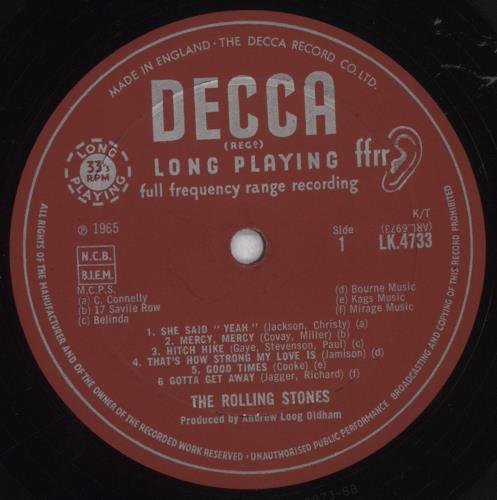 MADE IN ENGLAND · THE DECCA RECORD CO. LTD.
DECCA
(REGD)
LONG PLAYING
ffrr
full frequency range recording
LONG PLAYING
33⅓
RPM
℗ 1965
N.C.B.
B.I.E.M.
K/T
(ARL.6973)
Side
1
LK.4733
M.C.P.S.
(a) C. Connelly
(b) 17 Savile Row
(c) Belinda
(d) Bourne Music
(e) Kags Music
(f) Mirage Music
1. SHE SAID "YEAH" (Jackson, Christy) (a)
2. MERCY, MERCY (Covay, Miller) (b)
3. HITCH HIKE (Gaye, Stevenson, Paul) (c)
4. THAT'S HOW STRONG MY LOVE IS (Jamison) (d)
5. GOOD TIMES (Cooke) (e)
6 GOTTA GET AWAY (Jagger, Richard) (f)
THE ROLLING STONES
Produced by Andrew Loog Oldham
ALL RIGHTS OF THE MANUFACTURER AND OF THE OWNER OF THE RECORDED WORK RESERVED · UNAUTHORISED PUBLIC PERFORMANCE BROADCASTING AND COPYING OF THIS RECORD PROHIBITED